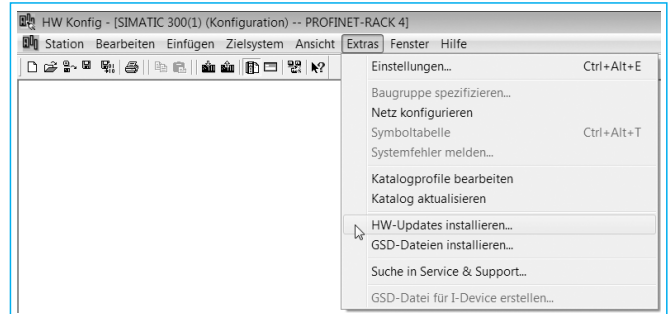 HW Konfig - [SIMATIC 300(1) (Konfiguration) -- PROFINET-RACK 4]
Station Bearbeiten Einfügen Zielsystem Ansicht Extras Fenster Hilfe
Einstellungen... Ctrl+Alt+E
Baugruppe spezifizieren...
Netz konfigurieren
Symboltabelle Ctrl+Alt+T
Systemfehler melden...
Katalogprofile bearbeiten
Katalog aktualisieren
HW-Updates installieren...
GSD-Dateien installieren...
Suche in Service & Support...
GSD-Datei für I-Device erstellen...